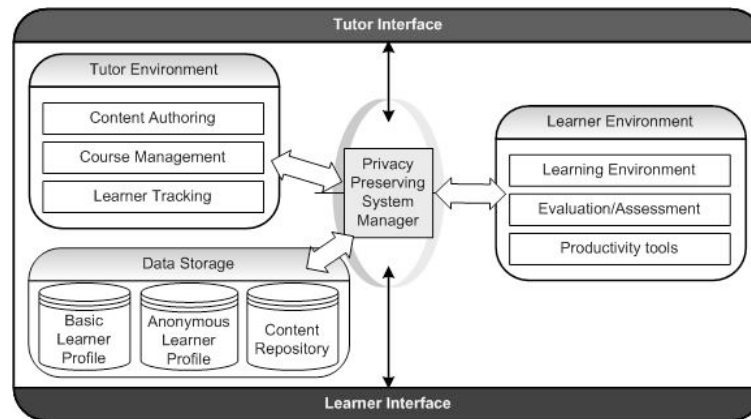 Tutor Interface
Tutor Environment
Content Authoring
Course Management
Learner Tracking
Privacy
Preserving
System
Manager
Learner Environment
Learning Environment
Evaluation/Assessment
Productivity tools
Data Storage
Basic
Learner
Profile
Anonymous
Learner
Profile
Content
Repository
Learner Interface